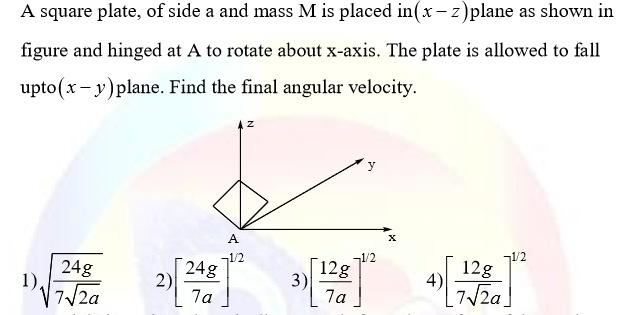 A square plate, of side a and mass M is placed in(x − z)plane as shown in
figure and hinged at A to rotate about x-axis. The plate is allowed to fall
upto(x − y)plane. Find the final angular velocity.
z
y
A
x
1) √(24g/(7√2a)) 2) [24g/7a]^1/2 3) [12g/7a]^1/2 4) [12g/(7√2a)]^1/2